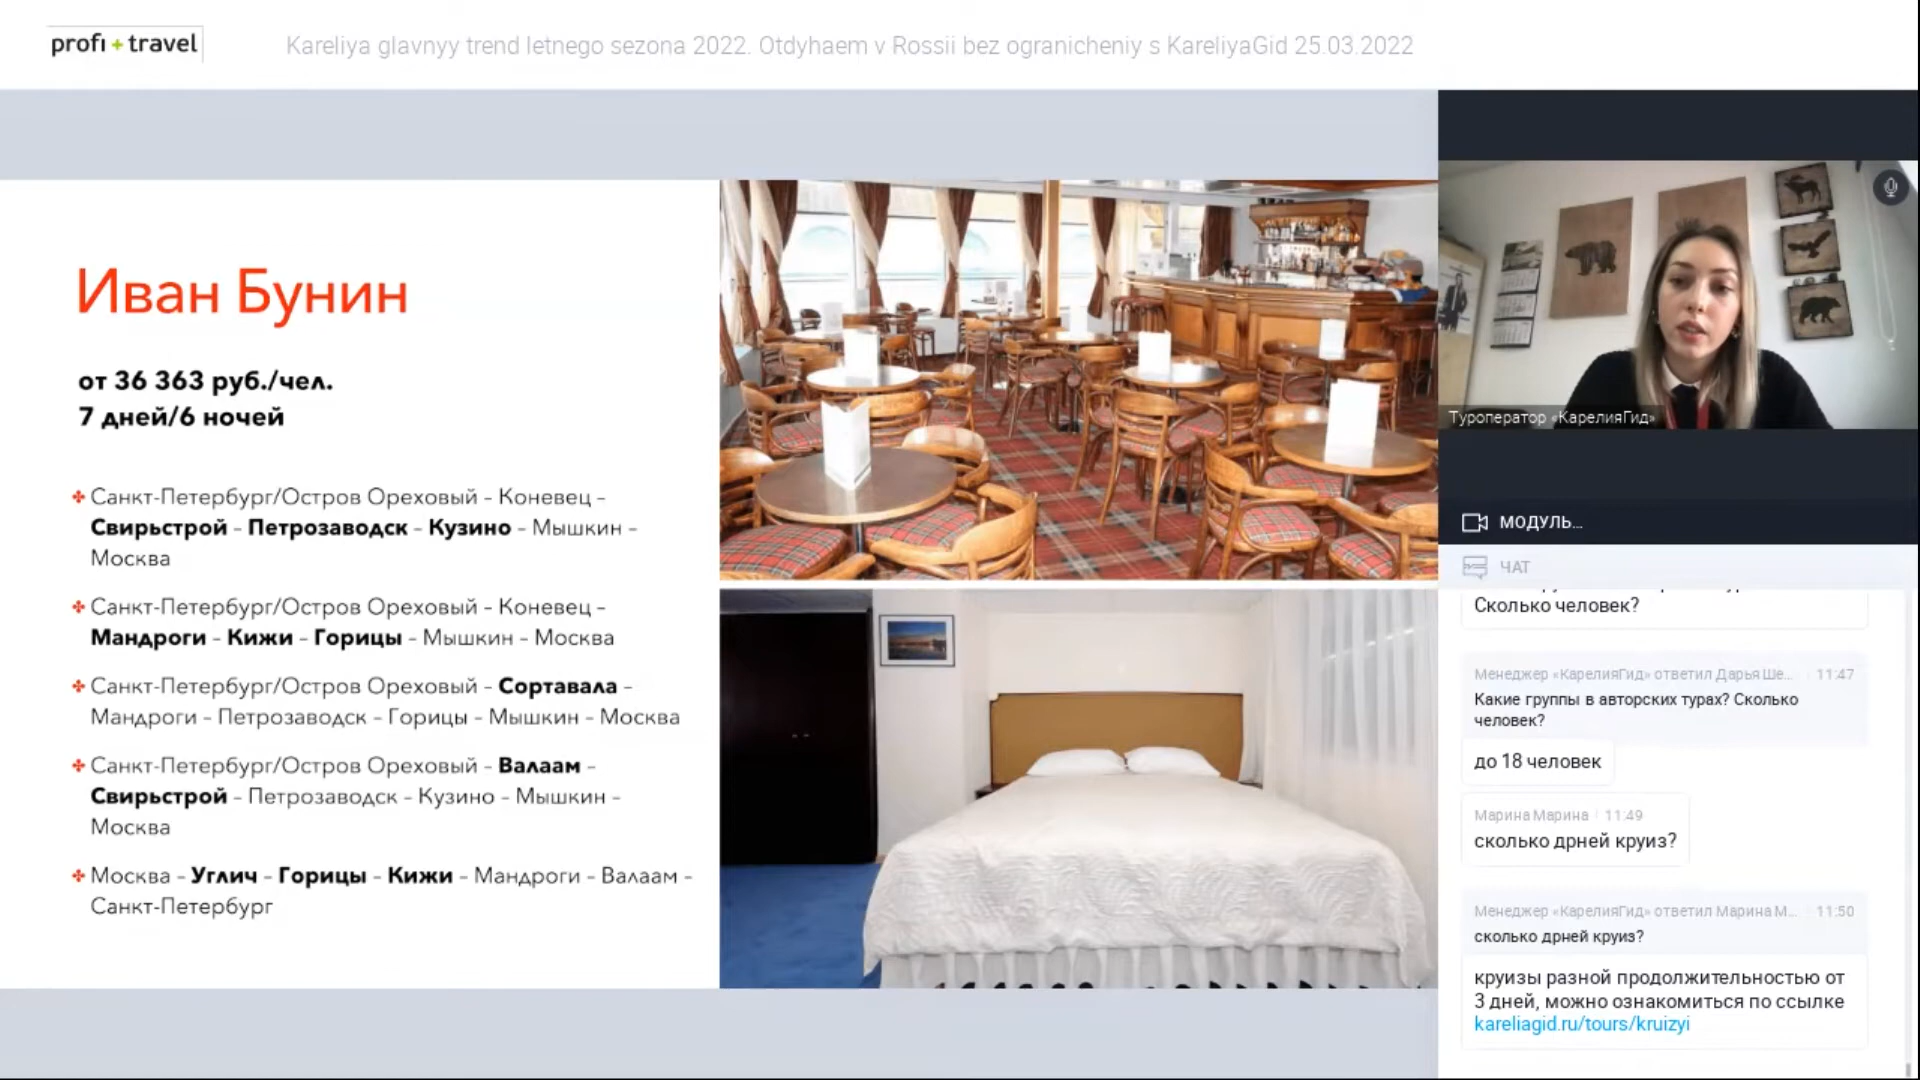 profi + travel
Kareliya glavnyy trend letnego sezona 2022. Otdyhaem v Rossii bez ogranicheniy s KareliyaGid 25.03.2022
Иван Бунин
от 36 363 руб./чел.
7 дней/6 ночей
Санкт-Петербург/Остров Ореховый - Коневец -
Свирьстрой - Петрозаводск - Кузино - Мышкин -
Москва
Санкт-Петербург/Остров Ореховый - Коневец -
Мандроги - Кижи - Горицы - Мышкин - Москва
Санкт-Петербург/Остров Ореховый - Сортавала -
Мандроги - Петрозаводск - Горицы - Мышкин - Москва
Санкт-Петербург/Остров Ореховый - Валаам -
Свирьстрой - Петрозаводск - Кузино - Мышкин -
Москва
Москва - Углич - Горицы - Кижи - Мандроги - Валаам -
Санкт-Петербург
Туроператор «КарелияГид»
МОДУЛЬ...
ЧАТ
Сколько человек?
Менеджер «КарелияГид» ответил Дарья Ше... 11:47
Какие группы в авторских турах? Сколько
человек?
до 18 человек
Марина Марина 11:49
сколько дрней круиз?
Менеджер «КарелияГид» ответил Марина М... 11:50
сколько дрней круиз?
круизы разной продолжительностью от
3 дней, можно ознакомиться по ссылке
kareliagid.ru/tours/kruizyi